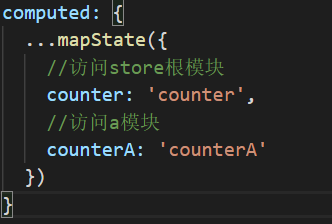 computed: {
...mapState({
//访问store根模块
counter: 'counter',
//访问a模块
counterA: 'counterA'
})
}